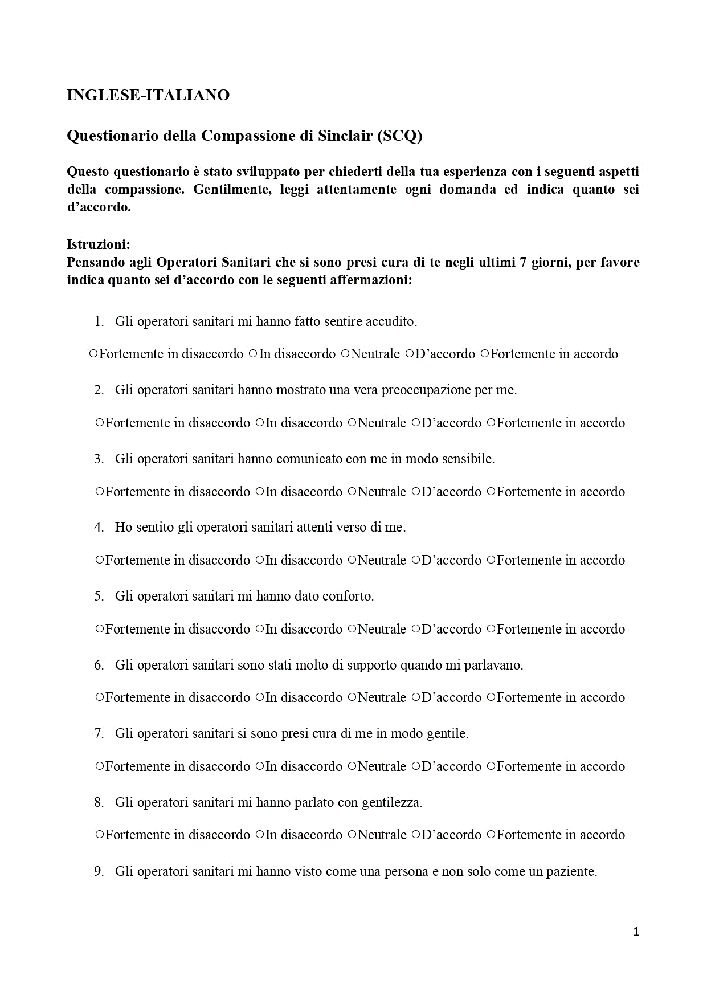 INGLESE-ITALIANO
Questionario della Compassione di Sinclair (SCQ)
Questo questionario è stato sviluppato per chiederti della tua esperienza con i seguenti aspetti
della compassione. Gentilmente, leggi attentamente ogni domanda ed indica quanto sei
d’accordo.
Istruzioni:
Pensando agli Operatori Sanitari che si sono presi cura di te negli ultimi 7 giorni, per favore
indica quanto sei d’accordo con le seguenti affermazioni:
1. Gli operatori sanitari mi hanno fatto sentire accudito.
○Fortemente in disaccordo ○In disaccordo ○Neutrale ○D’accordo ○Fortemente in accordo
2. Gli operatori sanitari hanno mostrato una vera preoccupazione per me.
○Fortemente in disaccordo ○In disaccordo ○Neutrale ○D’accordo ○Fortemente in accordo
3. Gli operatori sanitari hanno comunicato con me in modo sensibile.
○Fortemente in disaccordo ○In disaccordo ○Neutrale ○D’accordo ○Fortemente in accordo
4. Ho sentito gli operatori sanitari attenti verso di me.
○Fortemente in disaccordo ○In disaccordo ○Neutrale ○D’accordo ○Fortemente in accordo
5. Gli operatori sanitari mi hanno dato conforto.
○Fortemente in disaccordo ○In disaccordo ○Neutrale ○D’accordo ○Fortemente in accordo
6. Gli operatori sanitari sono stati molto di supporto quando mi parlavano.
○Fortemente in disaccordo ○In disaccordo ○Neutrale ○D’accordo ○Fortemente in accordo
7. Gli operatori sanitari si sono presi cura di me in modo gentile.
○Fortemente in disaccordo ○In disaccordo ○Neutrale ○D’accordo ○Fortemente in accordo
8. Gli operatori sanitari mi hanno parlato con gentilezza.
○Fortemente in disaccordo ○In disaccordo ○Neutrale ○D’accordo ○Fortemente in accordo
9. Gli operatori sanitari mi hanno visto come una persona e non solo come un paziente.
1